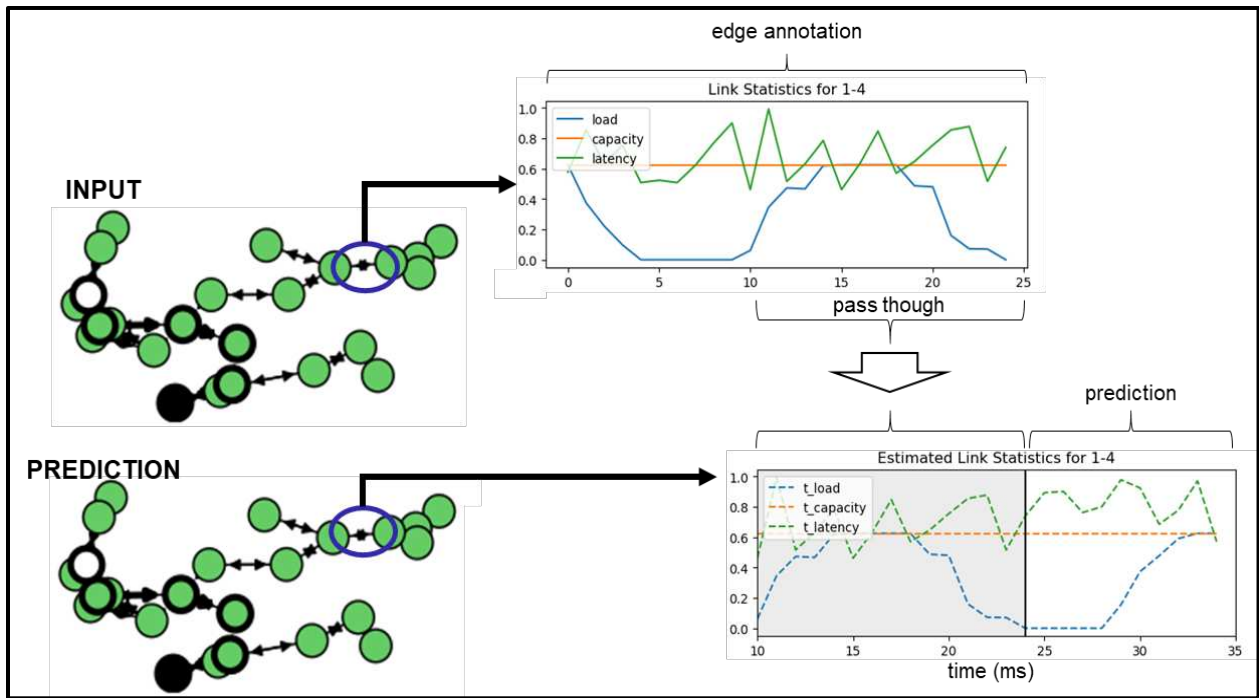 edge annotation
Link Statistics for 1-4
1.0
0.8
0.6
0.4
0.2
0.0
load
capacity
latency
0 5 10 15 20 25
INPUT
pass though
prediction
PREDICTION
Estimated Link Statistics for 1-4
1.0
0.8
0.6
0.4
0.2
0.0
t_load
t_capacity
t_latency
10 15 20 25 30 35
time (ms)